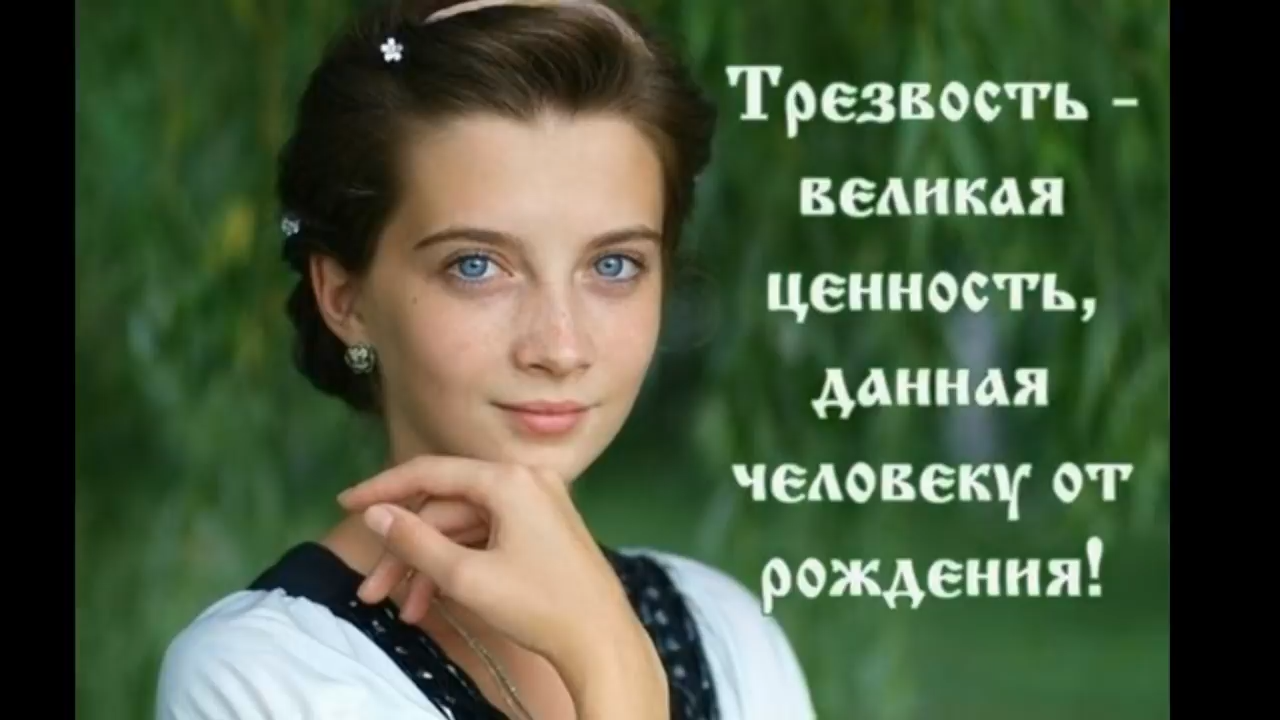 Трезвость –
великая
ценность,
данная
человеку от
рождения!